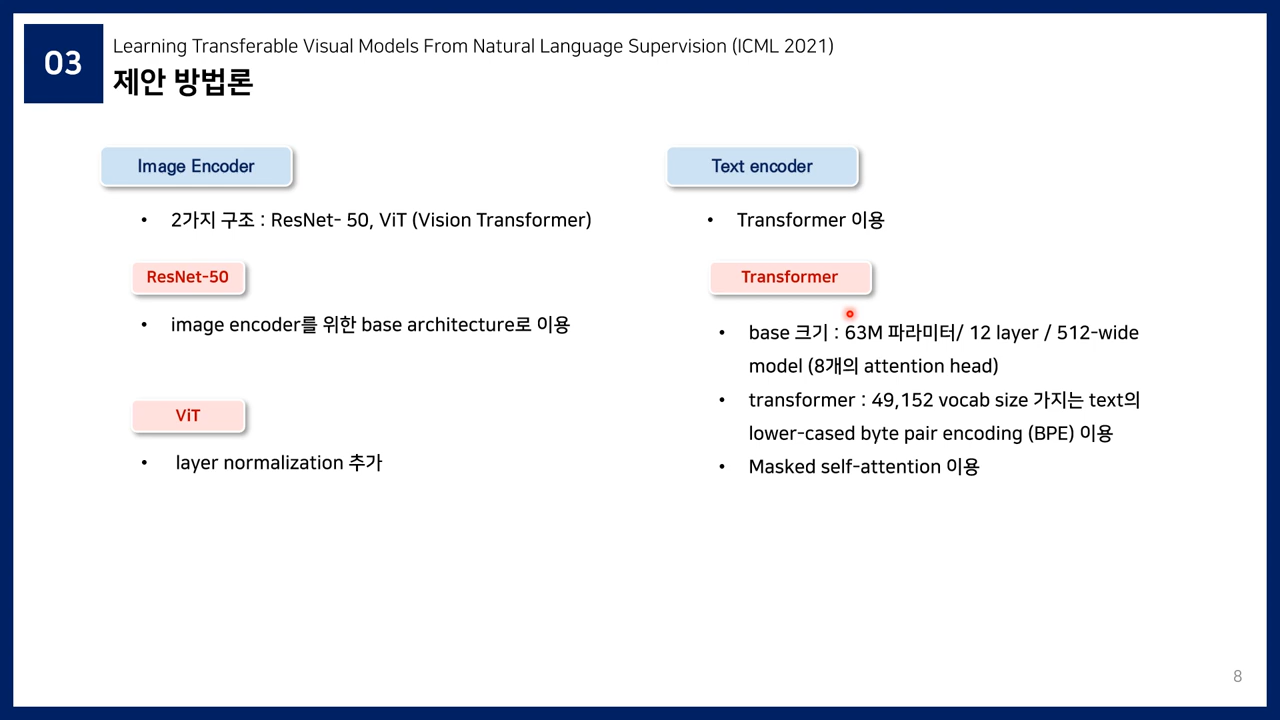 03
Learning Transferable Visual Models From Natural Language Supervision (ICML 2021)
제안 방법론
Image Encoder
• 2가지 구조 : ResNet- 50, ViT (Vision Transformer)
ResNet-50
• image encoder를 위한 base architecture로 이용
ViT
• layer normalization 추가
Text encoder
• Transformer 이용
Transformer
• base 크기 : 63M 파라미터/ 12 layer / 512-wide
model (8개의 attention head)
• transformer : 49,152 vocab size 가지는 text의
lower-cased byte pair encoding (BPE) 이용
• Masked self-attention 이용
8